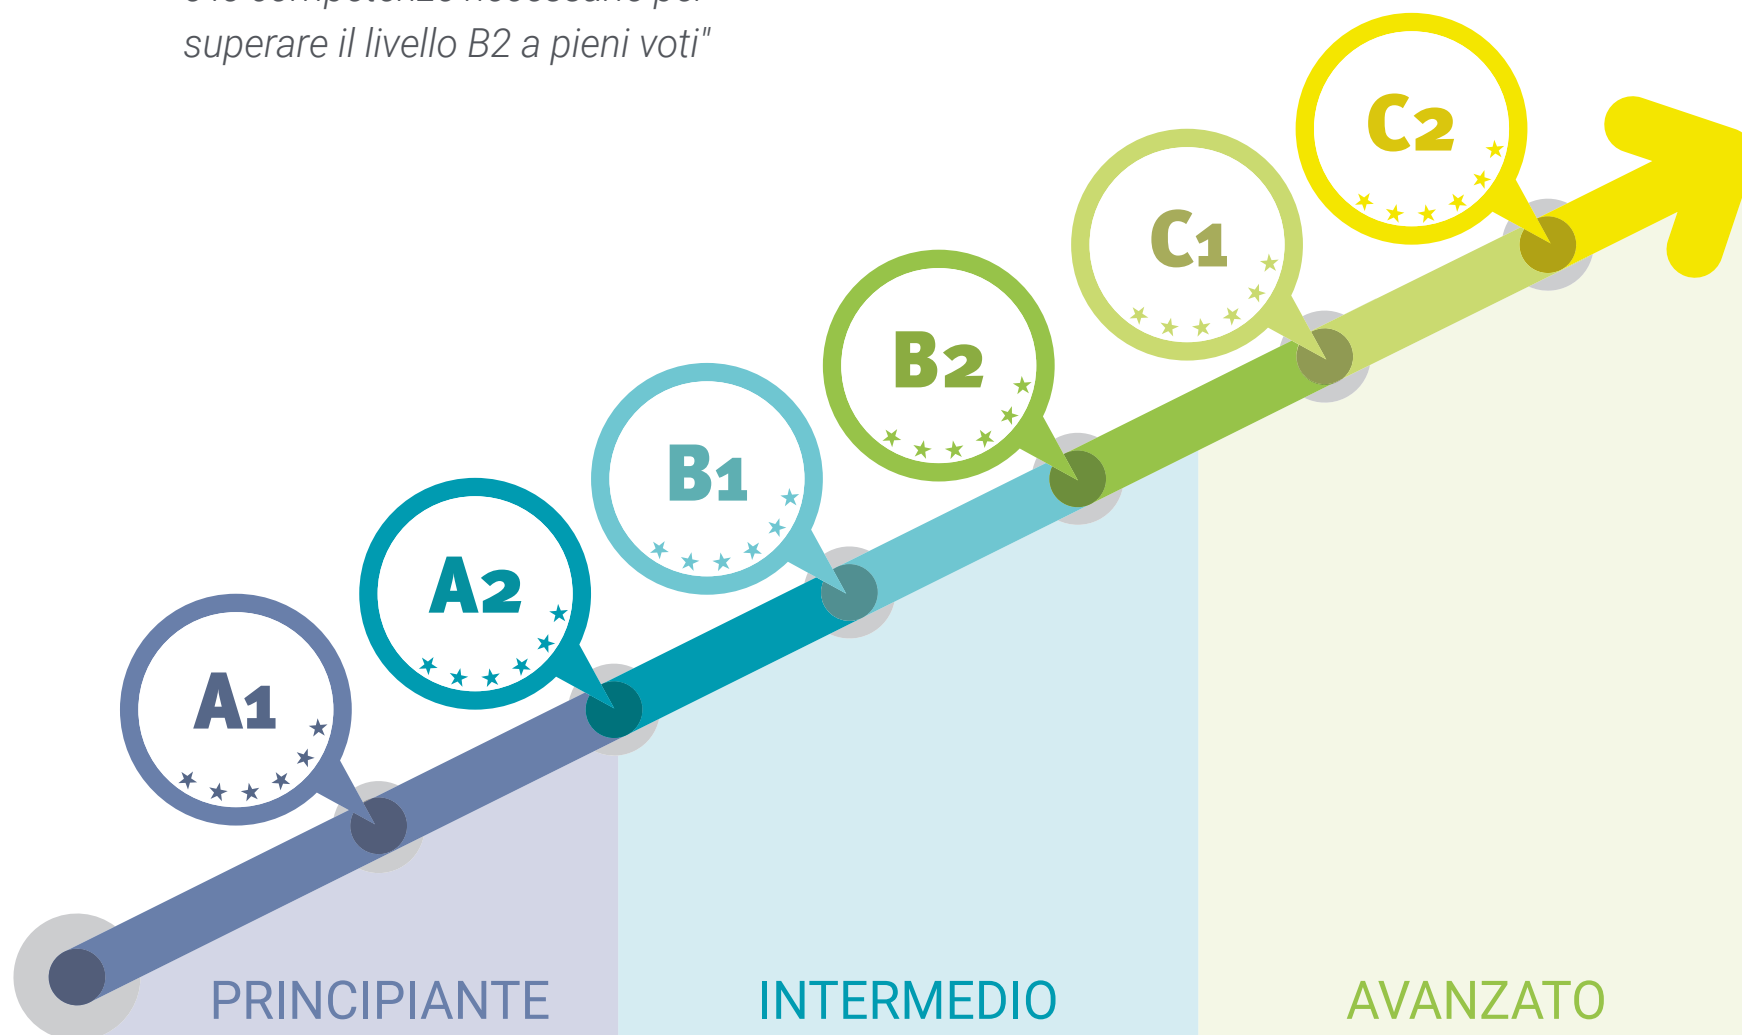 superare il livello B2 a pieni voti"
C2
C1
B2
B1
A2
A1
PRINCIPIANTE
INTERMEDIO
AVANZATO